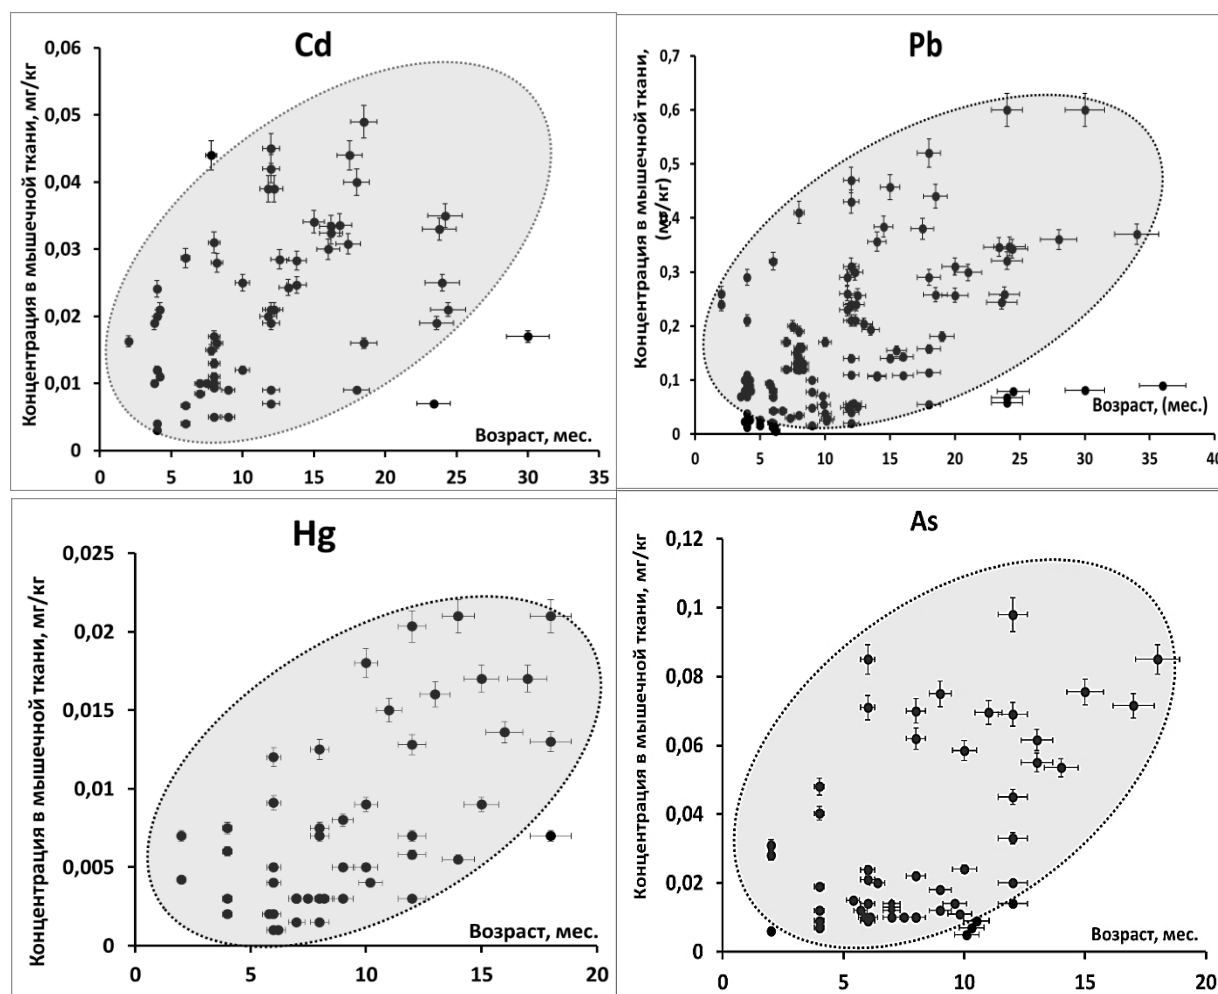 Cd
Концентрация в мышечной ткани, мг/кг
0,06
0,05
0,04
0,03
0,02
0,01
0
Возраст, мес.
0 5 10 15 20 25 30 35
Pb
Концентрация в мышечной ткани,
(мг/кг)
0,7
0,6
0,5
0,4
0,3
0,2
0,1
0
Возраст, (мес.)
0 5 10 15 20 25 30 35 40
Hg
Концентрация в мышечной ткани, мг/кг
0,025
0,02
0,015
0,01
0,005
0
Возраст, мес.
0 5 10 15 20
As
Концентрация в мышечной ткани, мг/кг
0,12
0,1
0,08
0,06
0,04
0,02
0
Возраст, мес.
0 5 10 15 20